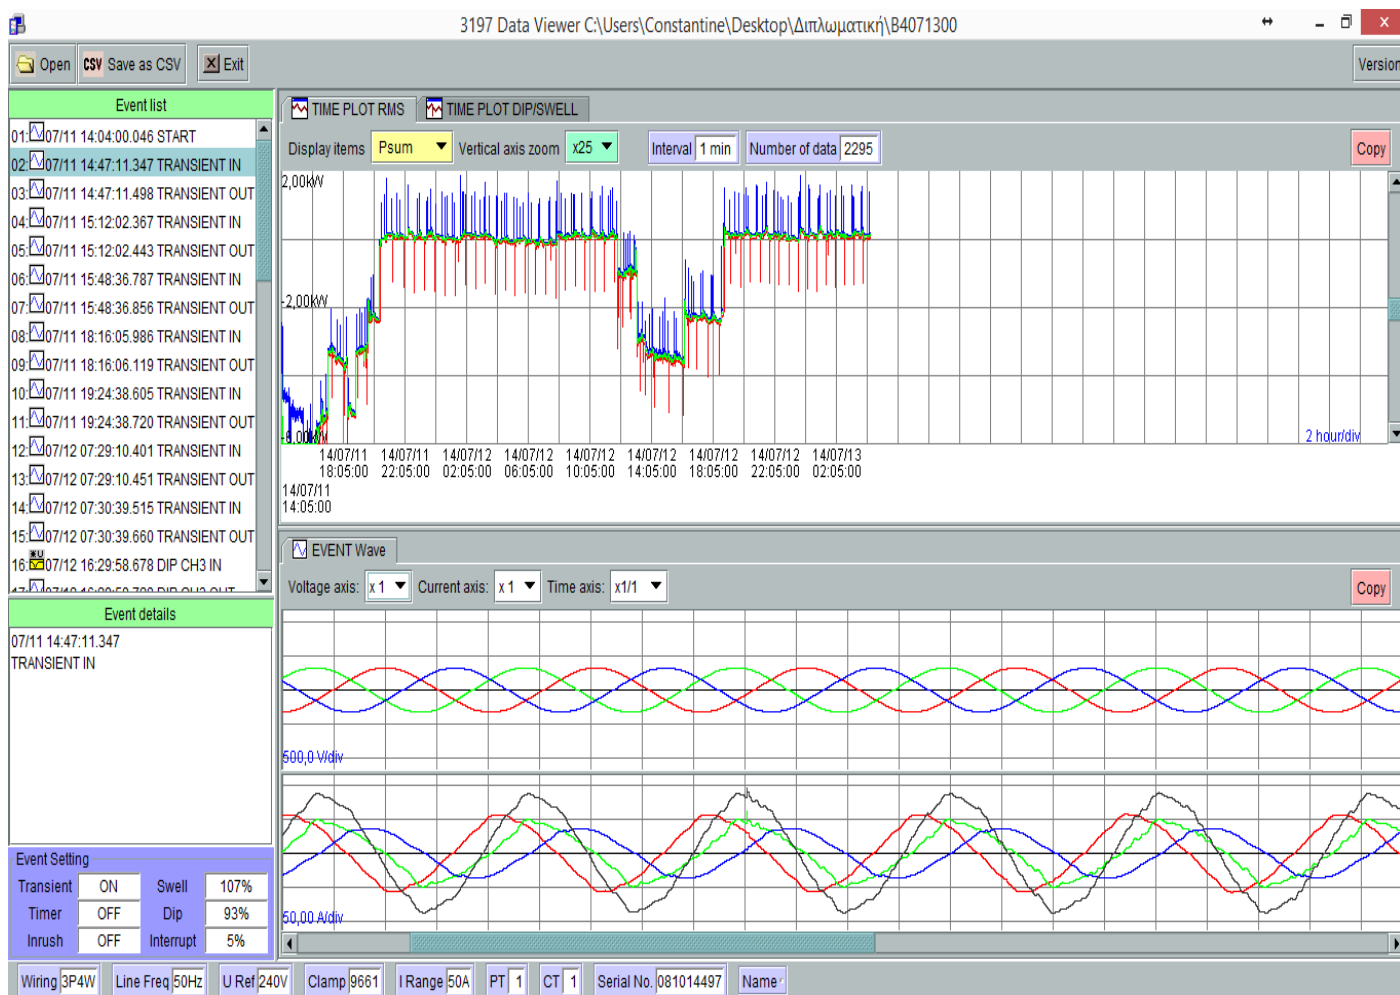 3197 Data Viewer C:\Users\Constantine\Desktop\Διπλωματική\B4071300
Open CSV Save as CSV Exit Version
Event list
01: 07/11 14:04:00.046 START
02: 07/11 14:47:11.347 TRANSIENT IN
03: 07/11 14:47:11.498 TRANSIENT OUT
04: 07/11 15:12:02.367 TRANSIENT IN
05: 07/11 15:12:02.443 TRANSIENT OUT
06: 07/11 15:48:36.787 TRANSIENT IN
07: 07/11 15:48:36.856 TRANSIENT OUT
08: 07/11 18:16:05.986 TRANSIENT IN
09: 07/11 18:16:06.119 TRANSIENT OUT
10: 07/11 19:24:38.605 TRANSIENT IN
11: 07/11 19:24:38.720 TRANSIENT OUT
12: 07/12 07:29:10.401 TRANSIENT IN
13: 07/12 07:29:10.451 TRANSIENT OUT
14: 07/12 07:30:39.515 TRANSIENT IN
15: 07/12 07:30:39.660 TRANSIENT OUT
16: 07/12 16:29:58.678 DIP CH3 IN
Event details
07/11 14:47:11.347
TRANSIENT IN
Event Setting
Transient ON Swell 107%
Timer OFF Dip 93%
Inrush OFF Interrupt 5%
TIME PLOT RMS TIME PLOT DIP/SWELL
Display items Psum Vertical axis zoom x25 Interval 1 min Number of data 2295 Copy
2,00kW
-2,00kW
-6,00kW
2 hour/div
14/07/11 14/07/11 14/07/12 14/07/12 14/07/12 14/07/12 14/07/12 14/07/12 14/07/13
18:05:00 22:05:00 02:05:00 06:05:00 10:05:00 14:05:00 18:05:00 22:05:00 02:05:00
14/07/11
14:05:00
EVENT Wave
Voltage axis: x 1 Current axis: x 1 Time axis: x1/1 Copy
500,0 V/div
50,00 A/div
Wiring 3P4W Line Freq 50Hz U Ref 240V Clamp 9661 I Range 50A PT 1 CT 1 Serial No. 081014497 Name